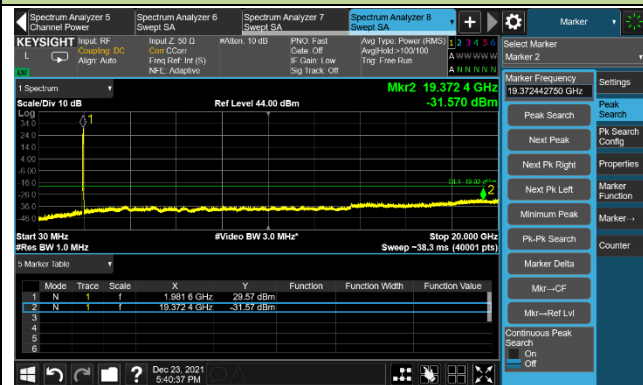 Spectrum Analyzer 5
Channel Power
Spectrum Analyzer 6
Swept SA
Spectrum Analyzer 7
Swept SA
Spectrum Analyzer 8
Swept SA
Marker
KEYSIGHT
L
Input: RF
Coupling: DC
Align: Auto
Input Z: 50 Ω
Corr CCorr
Freq Ref: Int (S)
NFE: Adaptive
#Atten: 10 dB
PNO: Fast
Gate: Off
IF Gain: Low
Sig Track: Off
Avg Type: Power (RMS)
Avg|Hold:>100/100
Trig: Free Run
1 2 3 4 5 6
A W W W W W
A N N N N N
Select Marker
Marker 2
1 Spectrum
Scale/Div 10 dB
Log
Ref Level 44.00 dBm
Mkr2 19.372 4 GHz
-31.570 dBm
34.0
24.0
14.0
4.00
-6.00
-16.0
-26.0
-36.0
-46.0
1
2
Start 30 MHz
#Res BW 1.0 MHz
#Video BW 3.0 MHz*
Stop 20.000 GHz
Sweep ~38.3 ms (40001 pts)
5 Marker Table
Mode Trace Scale X Y Function Function Width Function Value
1 N 1 f 1.981 6 GHz 29.57 dBm
2 N 1 f 19.372 4 GHz -31.57 dBm
3
4
5
6
Marker Frequency
19.372442750 GHz
Peak Search
Next Peak
Next Pk Right
Next Pk Left
Minimum Peak
Pk-Pk Search
Marker Delta
Mkr→CF
Mkr→Ref Lvl
Continuous Peak
Search
On
Off
Settings
Peak
Search
Pk Search
Config
Properties
Marker
Function
Marker→
Counter
?
Dec 23, 2021
5:40:37 PM